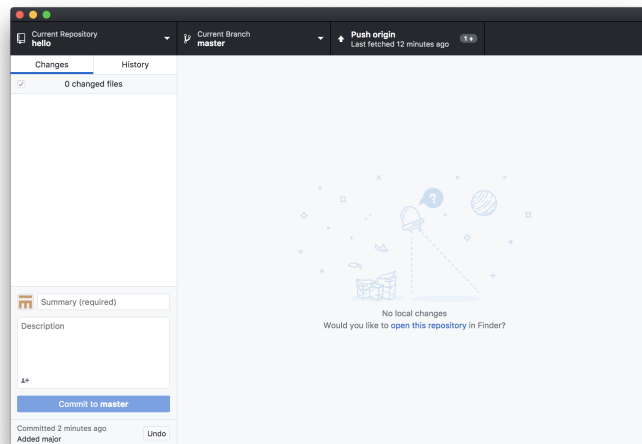 Current Repository
hello
Current Branch
master
Push origin
Last fetched 12 minutes ago
1
Changes
History
0 changed files
?
No local changes
Would you like to open this repository in Finder?
Summary (required)
Description
Commit to master
Committed 2 minutes ago
Added major
Undo